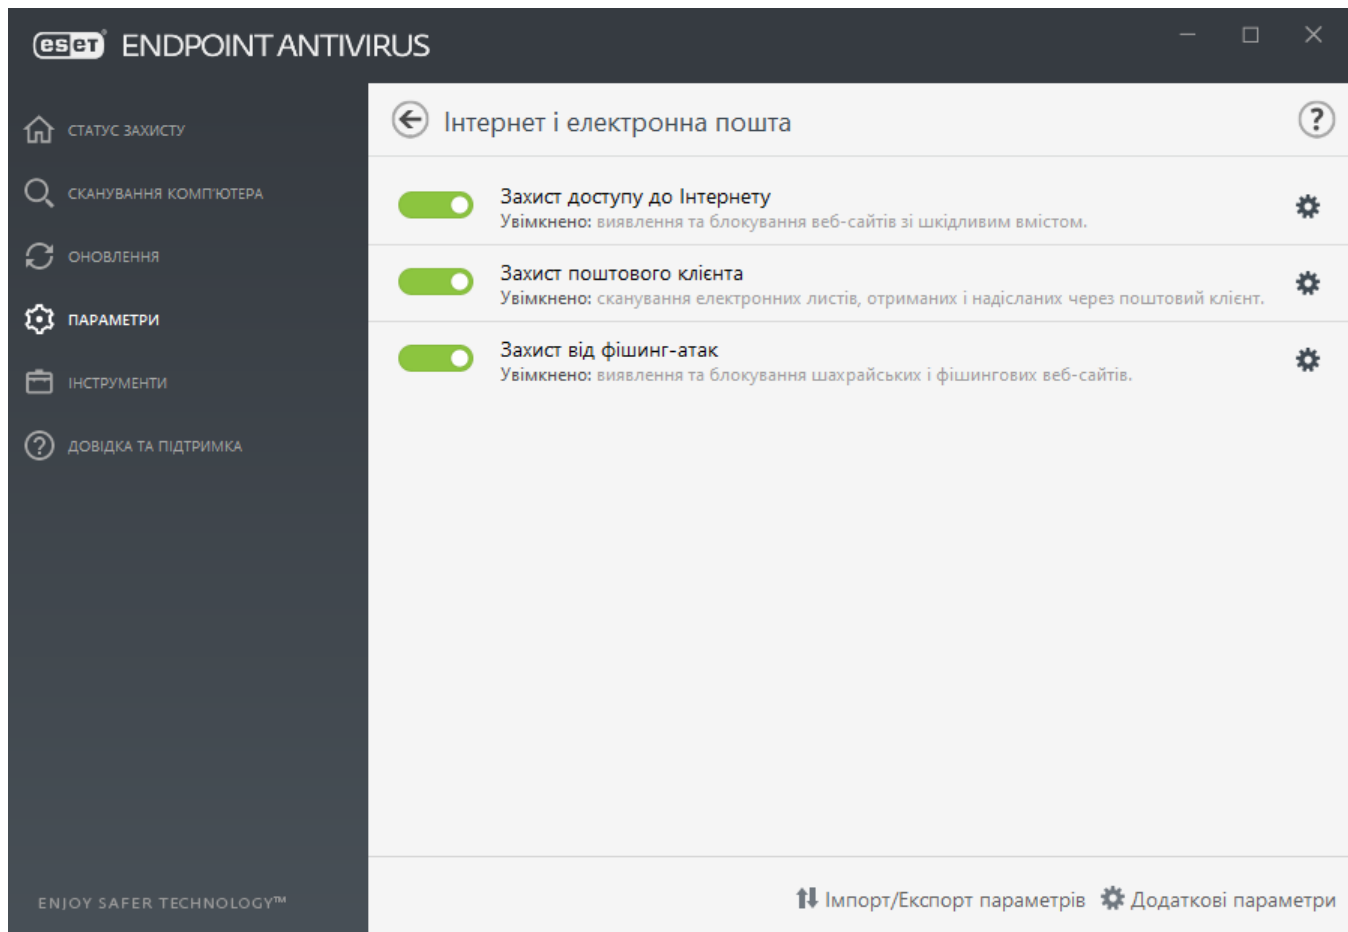 eset ENDPOINT ANTIVIRUS
СТАТУС ЗАХИСТУ
СКАНУВАННЯ КОМП'ЮТЕРА
ОНОВЛЕННЯ
ПАРАМЕТРИ
ІНСТРУМЕНТИ
ДОВІДКА ТА ПІДТРИМКА
ENJOY SAFER TECHNOLOGY™
Інтернет і електронна пошта
Захист доступу до Інтернету
Увімкнено: виявлення та блокування веб-сайтів зі шкідливим вмістом.
Захист поштового клієнта
Увімкнено: сканування електронних листів, отриманих і надісланих через поштовий клієнт.
Захист від фішинг-атак
Увімкнено: виявлення та блокування шахрайських і фішингових веб-сайтів.
Імпорт/Експорт параметрів Додаткові параметри